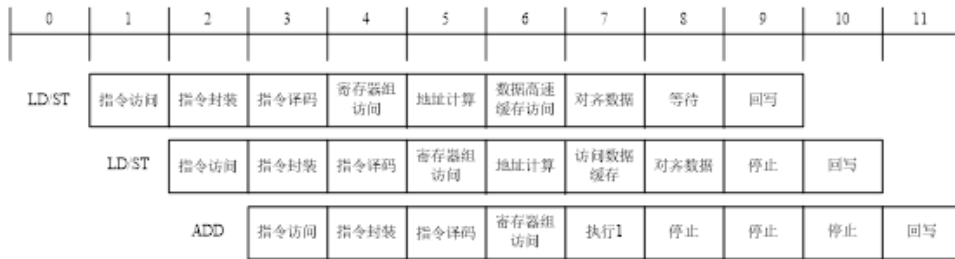 0 1 2 3 4 5 6 7 8 9 10 11
LD/ST 指令访问 指令封装 指令译码 寄存器组访问 地址计算 数据高速缓存访问 对齐数据 等待 回写
LD/ST 指令访问 指令封装 指令译码 寄存器组访问 地址计算 访问数据缓存 对齐数据 停止 回写
ADD 指令访问 指令封装 指令译码 寄存器组访问 执行1 停止 停止 停止 回写